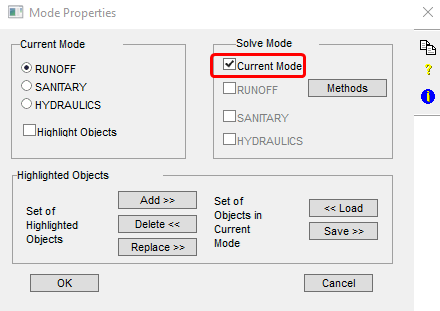 Mode Properties
Current Mode
RUNOFF
SANITARY
HYDRAULICS
Highlight Objects
Solve Mode
Current Mode
RUNOFF
Methods
SANITARY
HYDRAULICS
Highlighted Objects
Set of
Highlighted
Objects
Add >>
Delete <<
Replace >>
Set of
Objects in
Current
Mode
<< Load
Save >>
OK
Cancel